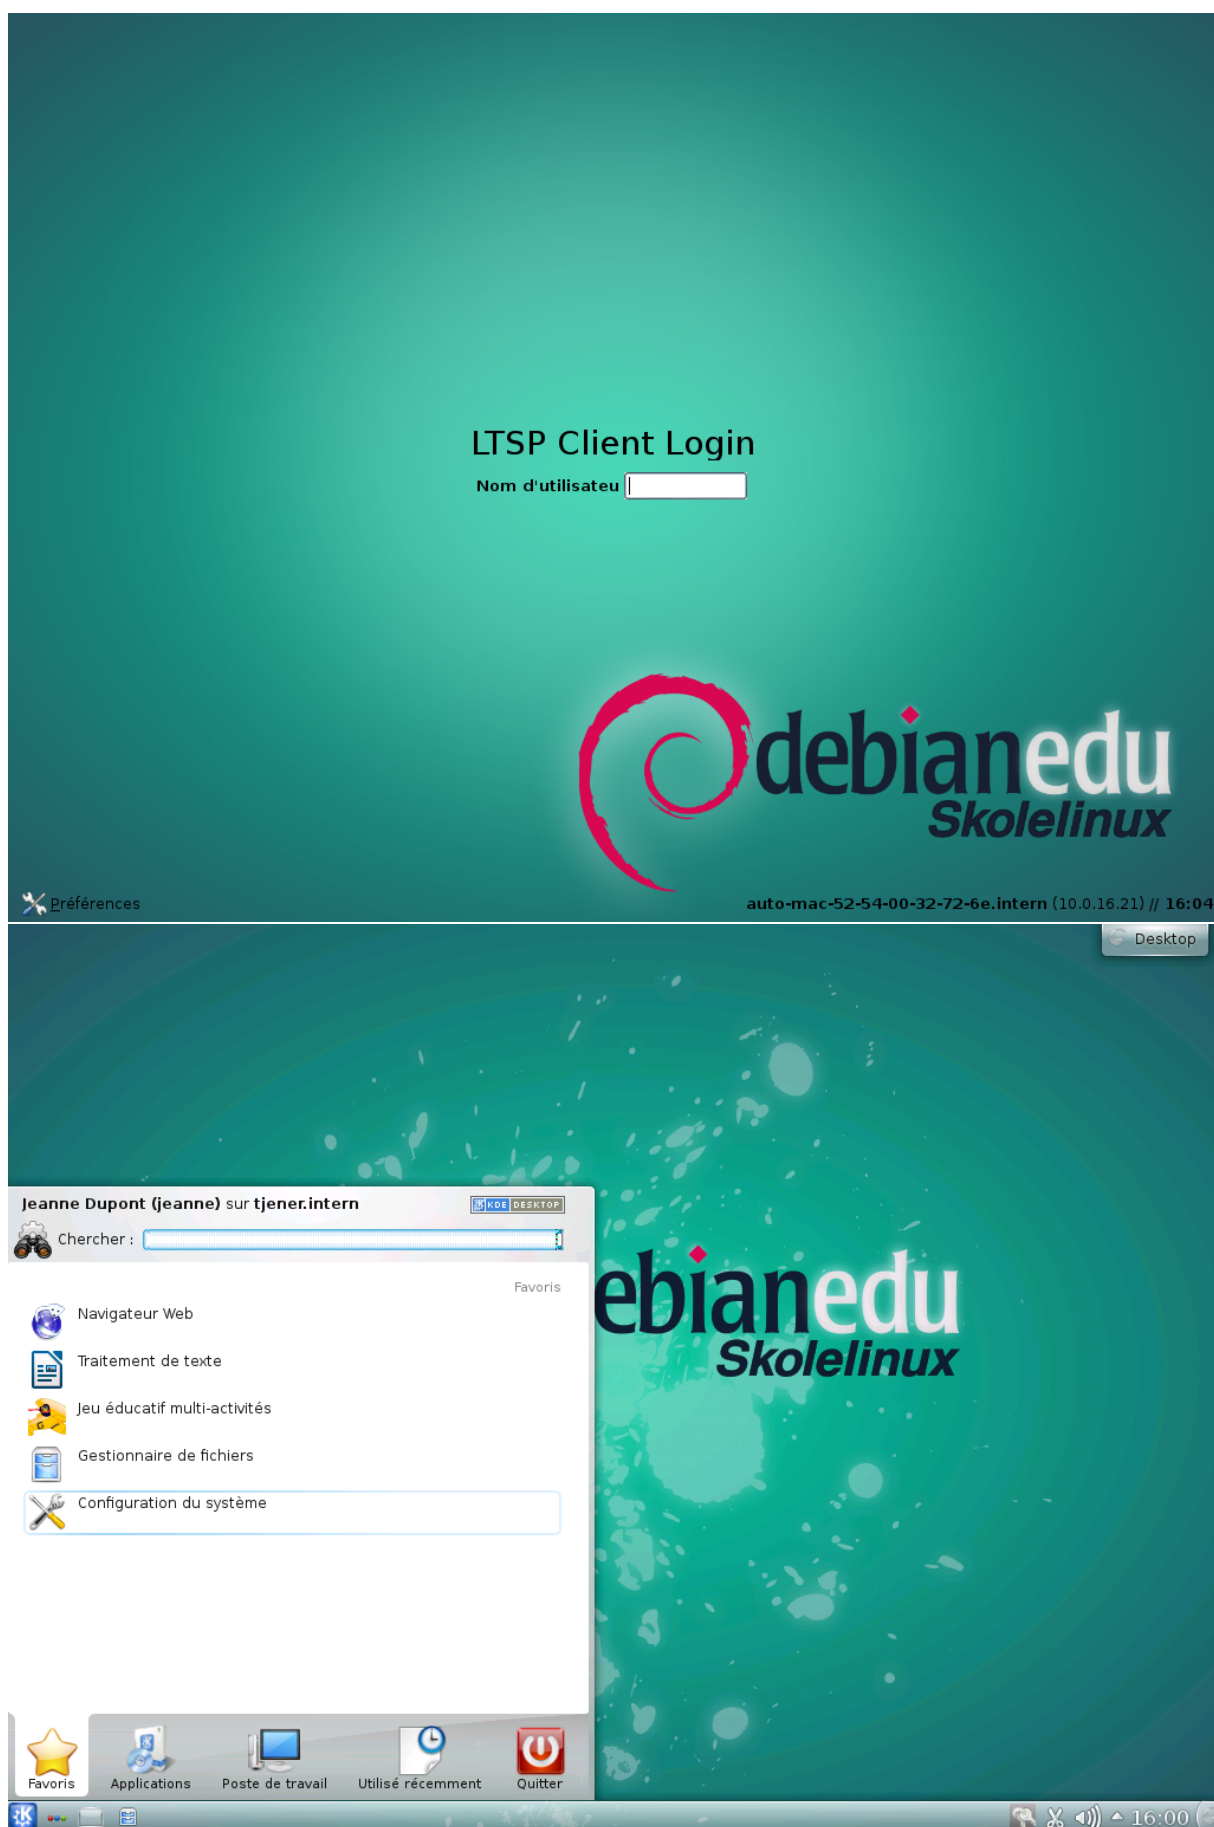 LTSP Client Login
Nom d'utilisateu
debianedu
Skolelinux
Préférences
auto-mac-52-54-00-32-72-6e.intern (10.0.16.21) // 16:04
Desktop
Jeanne Dupont (jeanne) sur tjener.intern
KDE DESKTOP
Chercher :
Favoris
Navigateur Web
Traitement de texte
Jeu éducatif multi-activités
Gestionnaire de fichiers
Configuration du système
ebianedu
Skolelinux
Favoris
Applications
Poste de travail
Utilisé récemment
Quitter
16:00